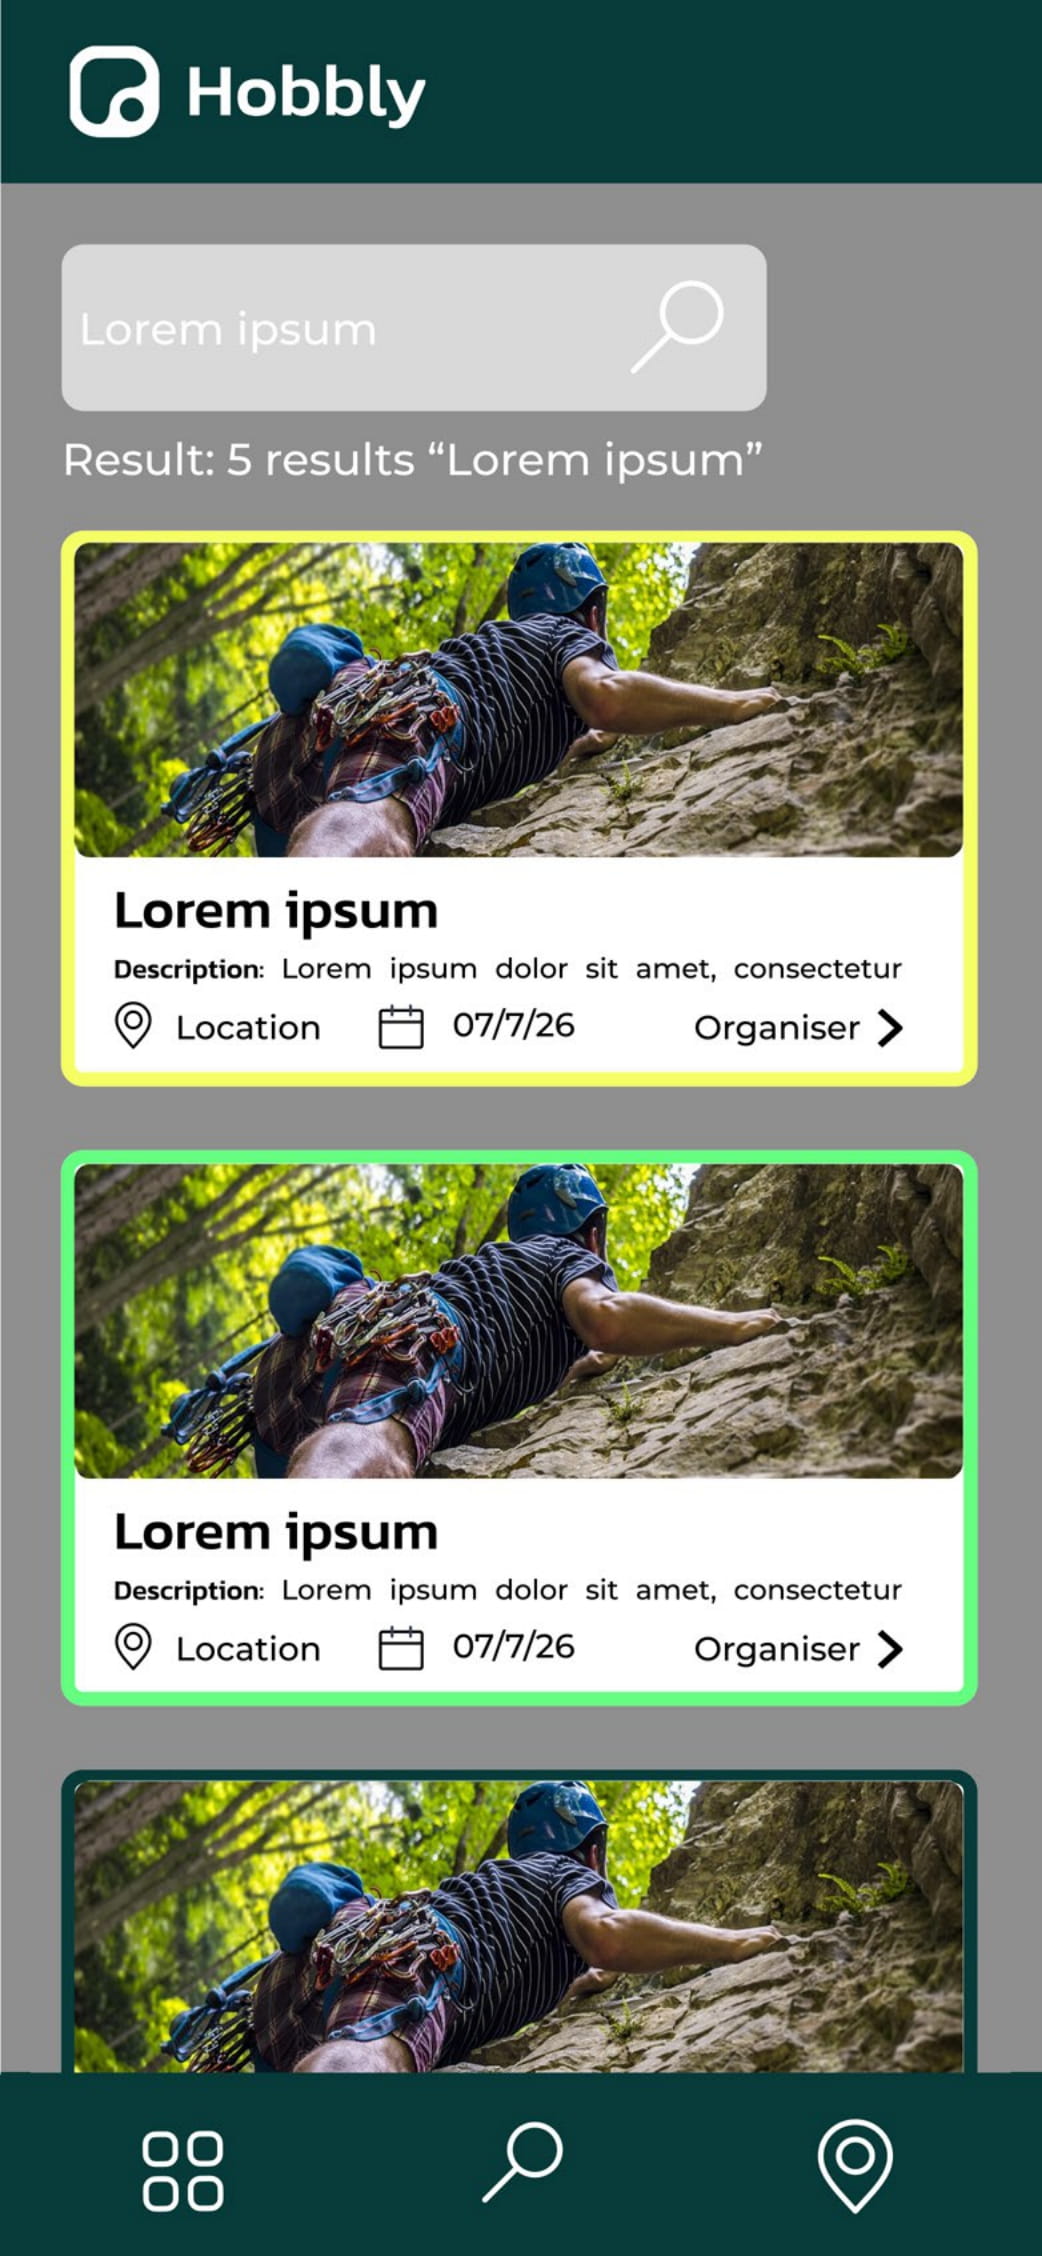 Hobbly
Lorem ipsum
Result: 5 results “Lorem ipsum”
Lorem ipsum
Description: Lorem ipsum dolor sit amet, consectetur
Location 07/7/26 Organiser
Lorem ipsum
Description: Lorem ipsum dolor sit amet, consectetur
Location 07/7/26 Organiser